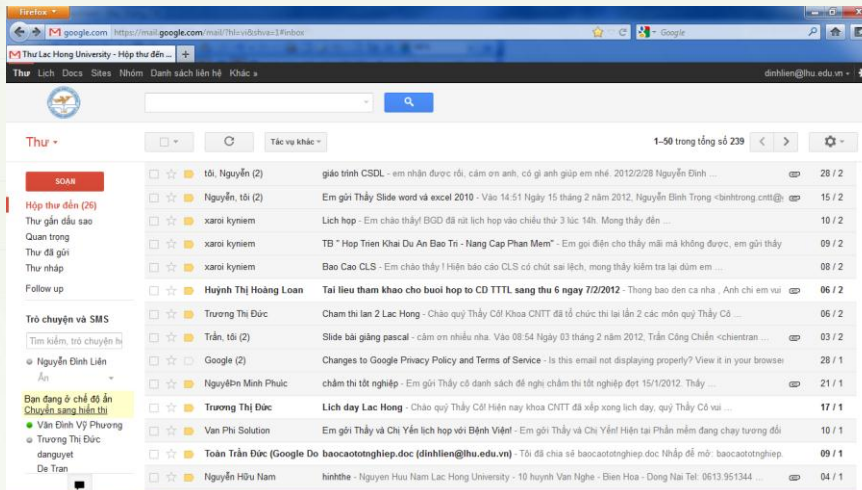 Firefox
google.com https://mail.google.com/mail/?hl=vi&shva=1#inbox
Google
Thư Lac Hong University - Hộp thư đến ...
Thư Lịch Docs Sites Nhóm Danh sách liên hệ Khác »
dinhlien@lhu.edu.vn
Thư
Tác vụ khác
1–50 trong tổng số 239
SOẠN
Hộp thư đến (26)
Thư gắn dấu sao
Quan trọng
Thư đã gửi
Thư nháp
Follow up
Trò chuyện và SMS
Tìm kiếm, trò chuyện h
Nguyễn Đình Liên
Ẩn
Bạn đang ở chế độ ẩn
Chuyển sang hiển thị
Văn Đình Vỹ Phương
Trương Thị Đức
danguyet
De Tran
tôi, Nguyễn (2) giáo trình CSDL - em nhận được rồi, cám ơn anh, có gì anh giúp em nhé. 2012/2/28 Nguyễn Đình ... 28 / 2
Nguyễn, tôi (2) Em gửi Thầy Slide word và excel 2010 - Vào 14:51 Ngày 15 tháng 2 năm 2012, Nguyễn Bình Trong <binhtrong.cntt@ 15 / 2
xaroi kyniem Lich họp - Em chào thầy! BGD đã rút lịch họp vào chiều thứ 3 lúc 14h. Mong thầy đến ... 10 / 2
xaroi kyniem TB " Hop Trien Khai Du An Bao Tri - Nang Cap Phan Mem" - Em gọi điện cho thầy mãi mà không được, em gửi thầy 09 / 2
xaroi kyniem Bao Cao CLS - Em chào thầy ! Hiện báo cáo CLS có chút sai lệch, mong thầy kiểm tra lại dùm em ... 08 / 2
Huỳnh Thị Hoàng Loan Tai lieu tham khao cho buoi hop to CD TTTL sang thu 6 ngay 7/2/2012 - Thong bao den ca nha , Anh chi em vui 06 / 2
Trương Thị Đức Cham thi lan 2 Lac Hong - Chào quý Thầy Cô! Khoa CNTT đã tổ chức thi lại lần 2 các môn quý Thầy Cô ... 06 / 2
Trần, tôi (2) Slide bài giảng pascal - cảm ơn nhiều nha. Vào 08:54 Ngày 03 tháng 2 năm 2012, Trần Công Chiến <chientran ... 03 / 2
Google (2) Changes to Google Privacy Policy and Terms of Service - Is this email not displaying properly? View it in your browser 28 / 1
NguyêÞn Minh Phuic chấm thi tốt nghiệp - Em gửi Thầy cô danh sách đề nghị chấm thi tốt nghiệp đợt 15/1/2012. Thầy ... 21 / 1
Trương Thị Đức Lich day Lac Hong - Chào quý Thầy Cô! Hiện nay khoa CNTT đã xếp xong lịch dạy, quý Thầy Cô vui ... 17 / 1
Van Phi Solution Em gởi Thầy và Chị Yến lịch họp với Bệnh Viện! - Em gởi Thầy và Chị Yến! Hiện tại Phần mềm đang chạy tương đối 10 / 1
Toàn Trần Đức (Google Do baocaototnghiep.doc (dinhlien@lhu.edu.vn) - Tôi đã chia sẻ baocaototnghiep.doc Nhấp để mở: baocaototnghiep. 09 / 1
Nguyễn Hữu Nam hinhthe - Nguyen Huu Nam Lac Hong University - 10 huynh Van Nghe - Bien Hoa - Dong Nai Tel: 0613.951344 ... 04 / 1